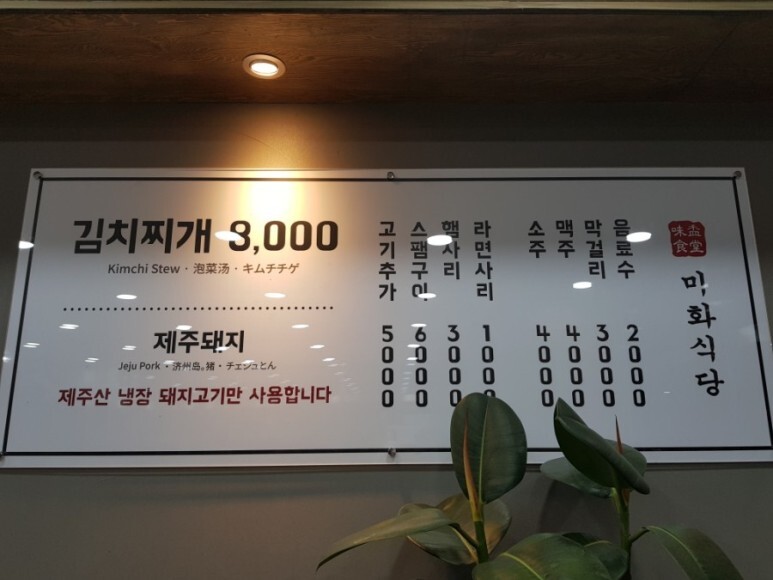 김치찌개 8,000
Kimchi Stew · 泡菜汤 · キムチチゲ
제주돼지
Jeju Pork · 济州岛。猪 · チェジュとん
제주산 냉장 돼지고기만 사용합니다
고기추가 5000
스팸구이 6000
햄사리 3000
라면사리 1000
소주 4000
맥주 4000
막걸리 3000
음료수 2000
味
食堂
미화식당